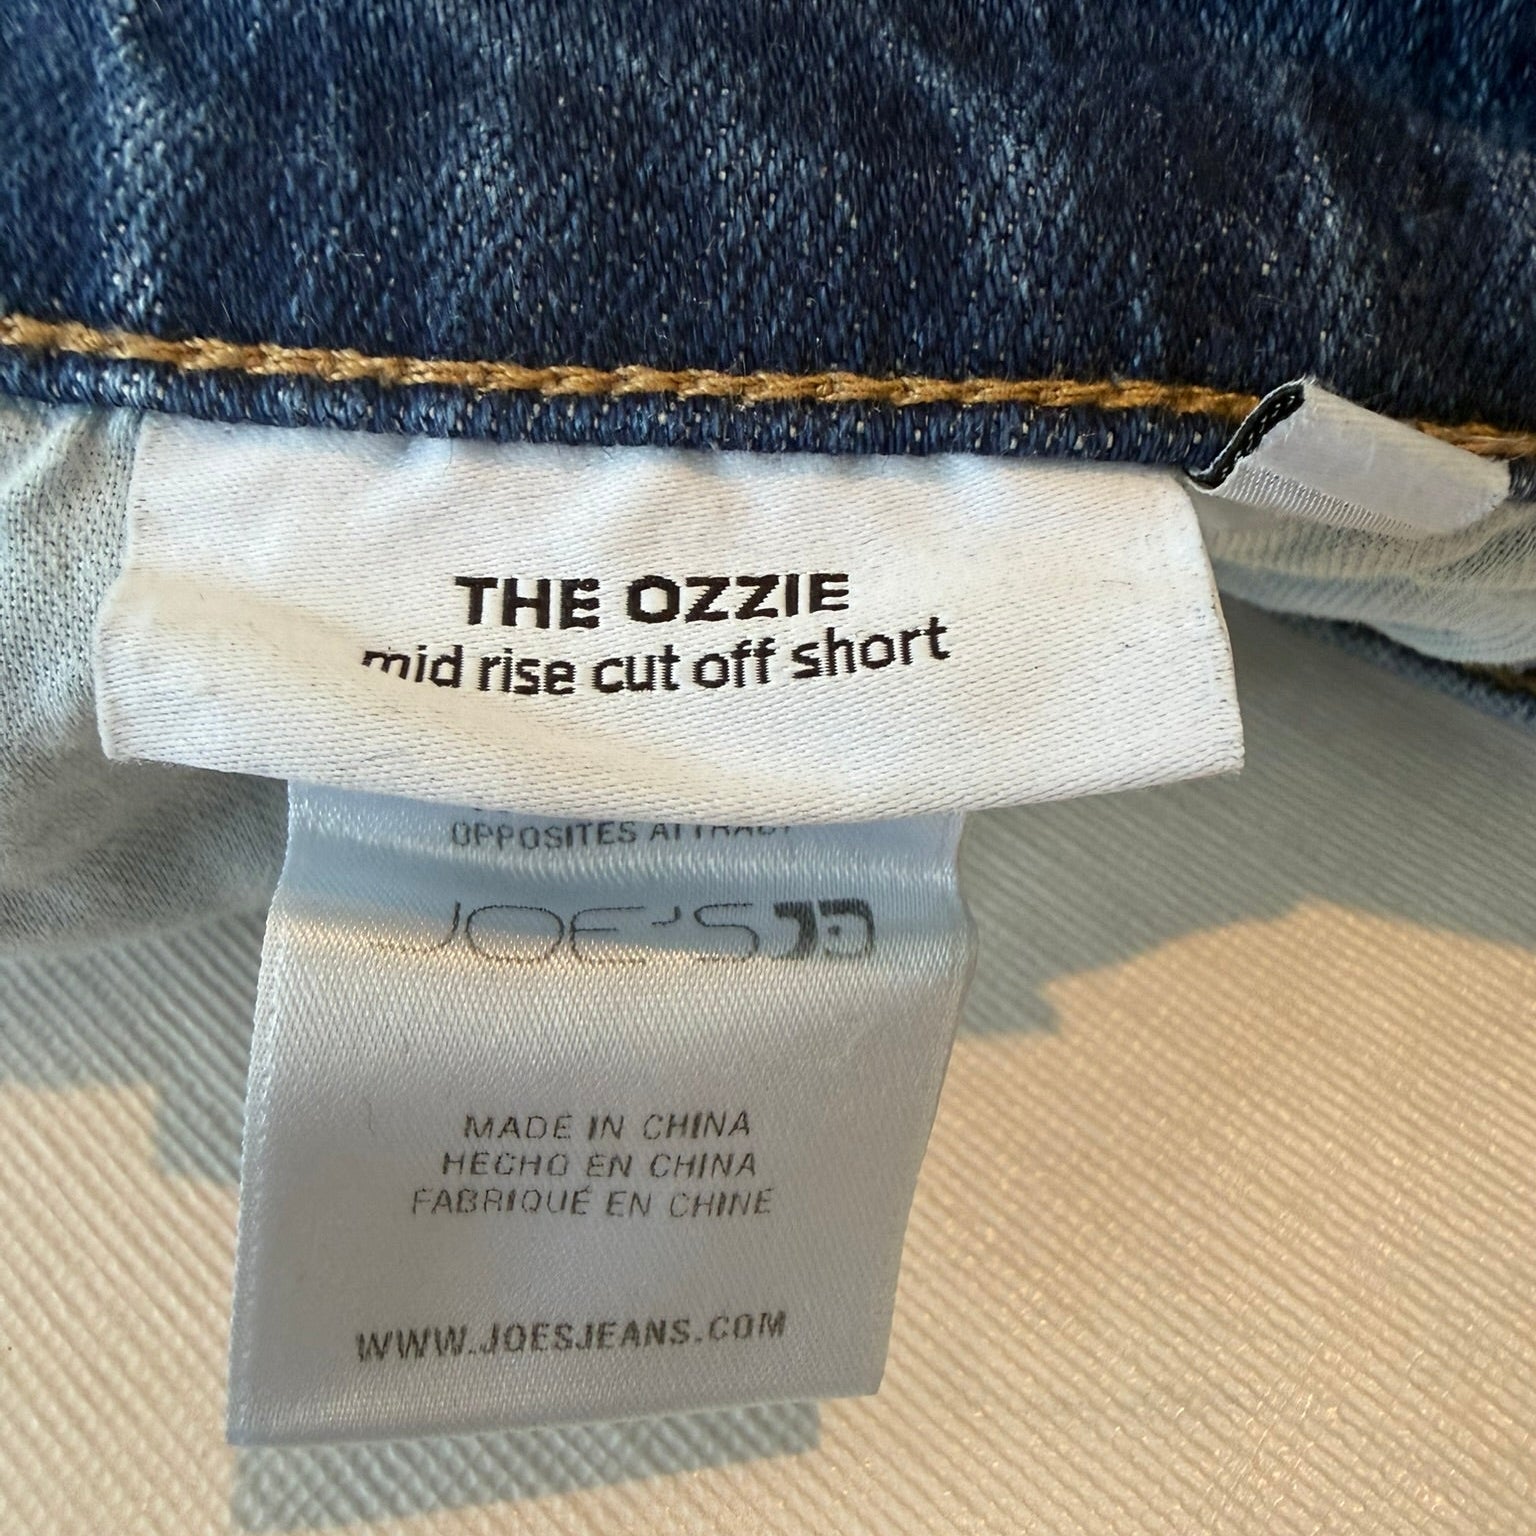 THE OZZIE
mid rise cut off short
OPPOSITES ATTRACT
JOE'S
MADE IN CHINA
HECHO EN CHINA
FABRIQUÉ EN CHINE
WWW.JOESJEANS.COM